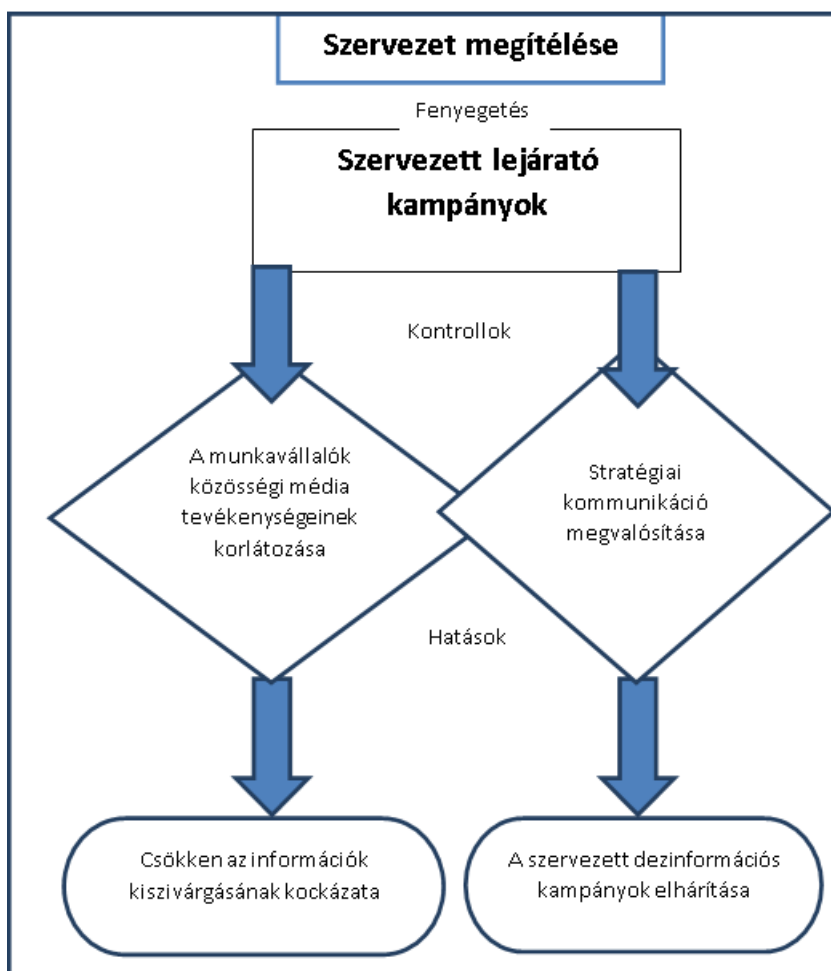 Szervezet megítélése
Fenyegetés
Szervezett lejárató
kampányok
Kontrollok
A munkavállalók
közösségi média
tevékenységeinek
korlátozása
Stratégiai
kommunikáció
megvalósítása
Hatások
Csökken az információk
kiszivárgásának kockázata
A szervezett dezinformációs
kampányok elhárítása